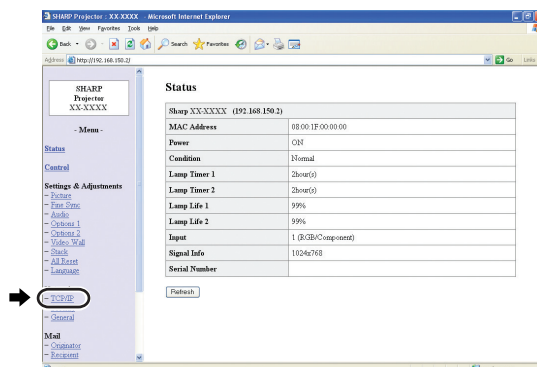 SHARP Projector : XX-XXXX - Microsoft Internet Explorer
File Edit View Favorites Tools Help
Back Search Favorites
Address http://192.168.150.2/ Go Links
SHARP
Projector
XX-XXXX
- Menu -
Status
Control
Settings & Adjustments
- Picture
- Fine Sync
- Audio
- Options 1
- Options 2
- Video Wall
- Stack
- All Reset
- Language
- TCP/IP
- General
Mail
- Originator
- Recipient
Status
Sharp XX-XXXX (192.168.150.2)
MAC Address 08:00:1F:00:00:00
Power ON
Condition Normal
Lamp Timer 1 2hour(s)
Lamp Timer 2 2hour(s)
Lamp Life 1 99%
Lamp Life 2 99%
Input 1 (RGB/Component)
Signal Info 1024x768
Serial Number
Refresh